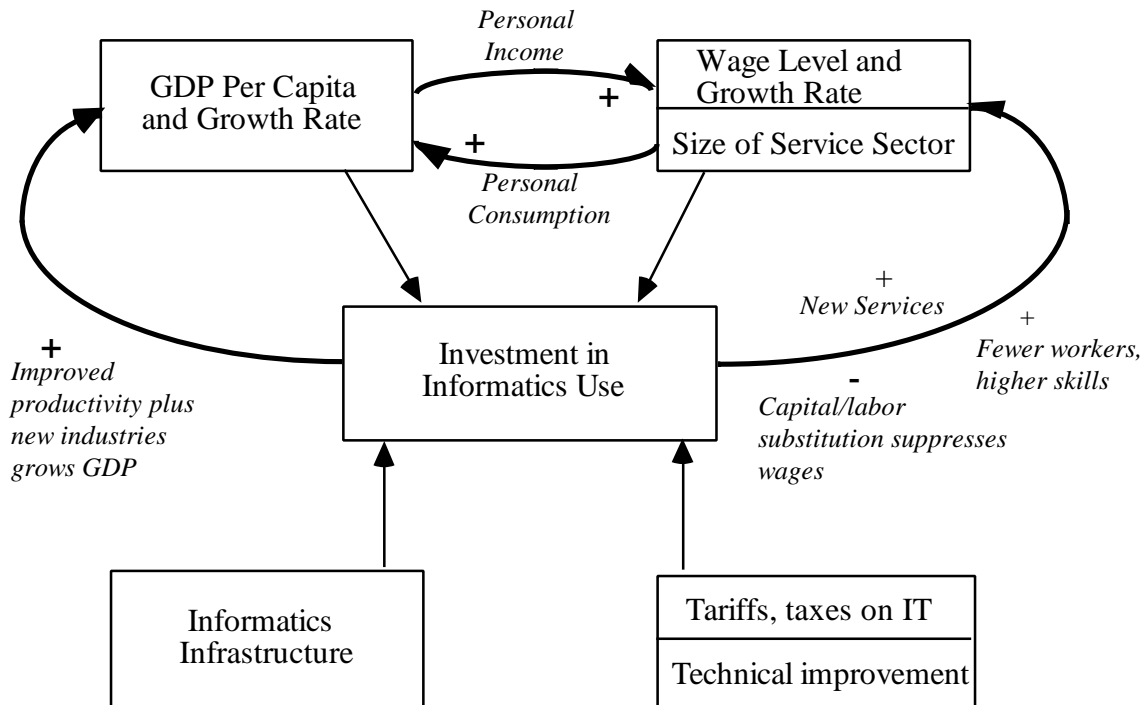 Personal
Income
GDP Per Capita
and Growth Rate
+
+
Wage Level and
Growth Rate
Size of Service Sector
Personal
Consumption
+
New Services
+
Fewer workers,
higher skills
-
Capital/labor
substitution suppresses
wages
Investment in
Informatics Use
+
Improved
productivity plus
new industries
grows GDP
Informatics
Infrastructure
Tariffs, taxes on IT
Technical improvement